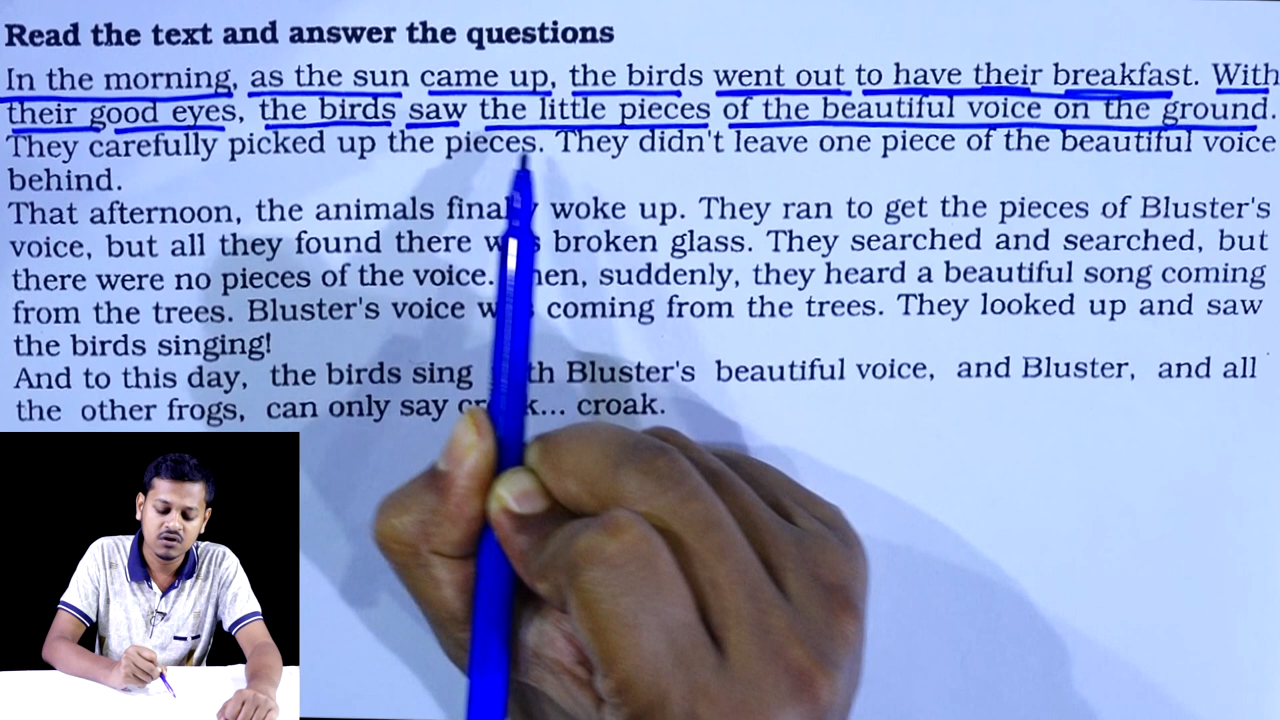 Read the text and answer the questions
In the morning, as the sun came up, the birds went out to have their breakfast. With
their good eyes, the birds saw the little pieces of the beautiful voice on the ground.
They carefully picked up the pieces. They didn't leave one piece of the beautiful voice
behind.
That afternoon, the animals finally woke up. They ran to get the pieces of Bluster's
voice, but all they found there was broken glass. They searched and searched, but
there were no pieces of the voice. Then, suddenly, they heard a beautiful song coming
from the trees. Bluster's voice was coming from the trees. They looked up and saw
the birds singing!
And to this day, the birds sing with Bluster's beautiful voice, and Bluster, and all
the other frogs, can only say croak... croak.